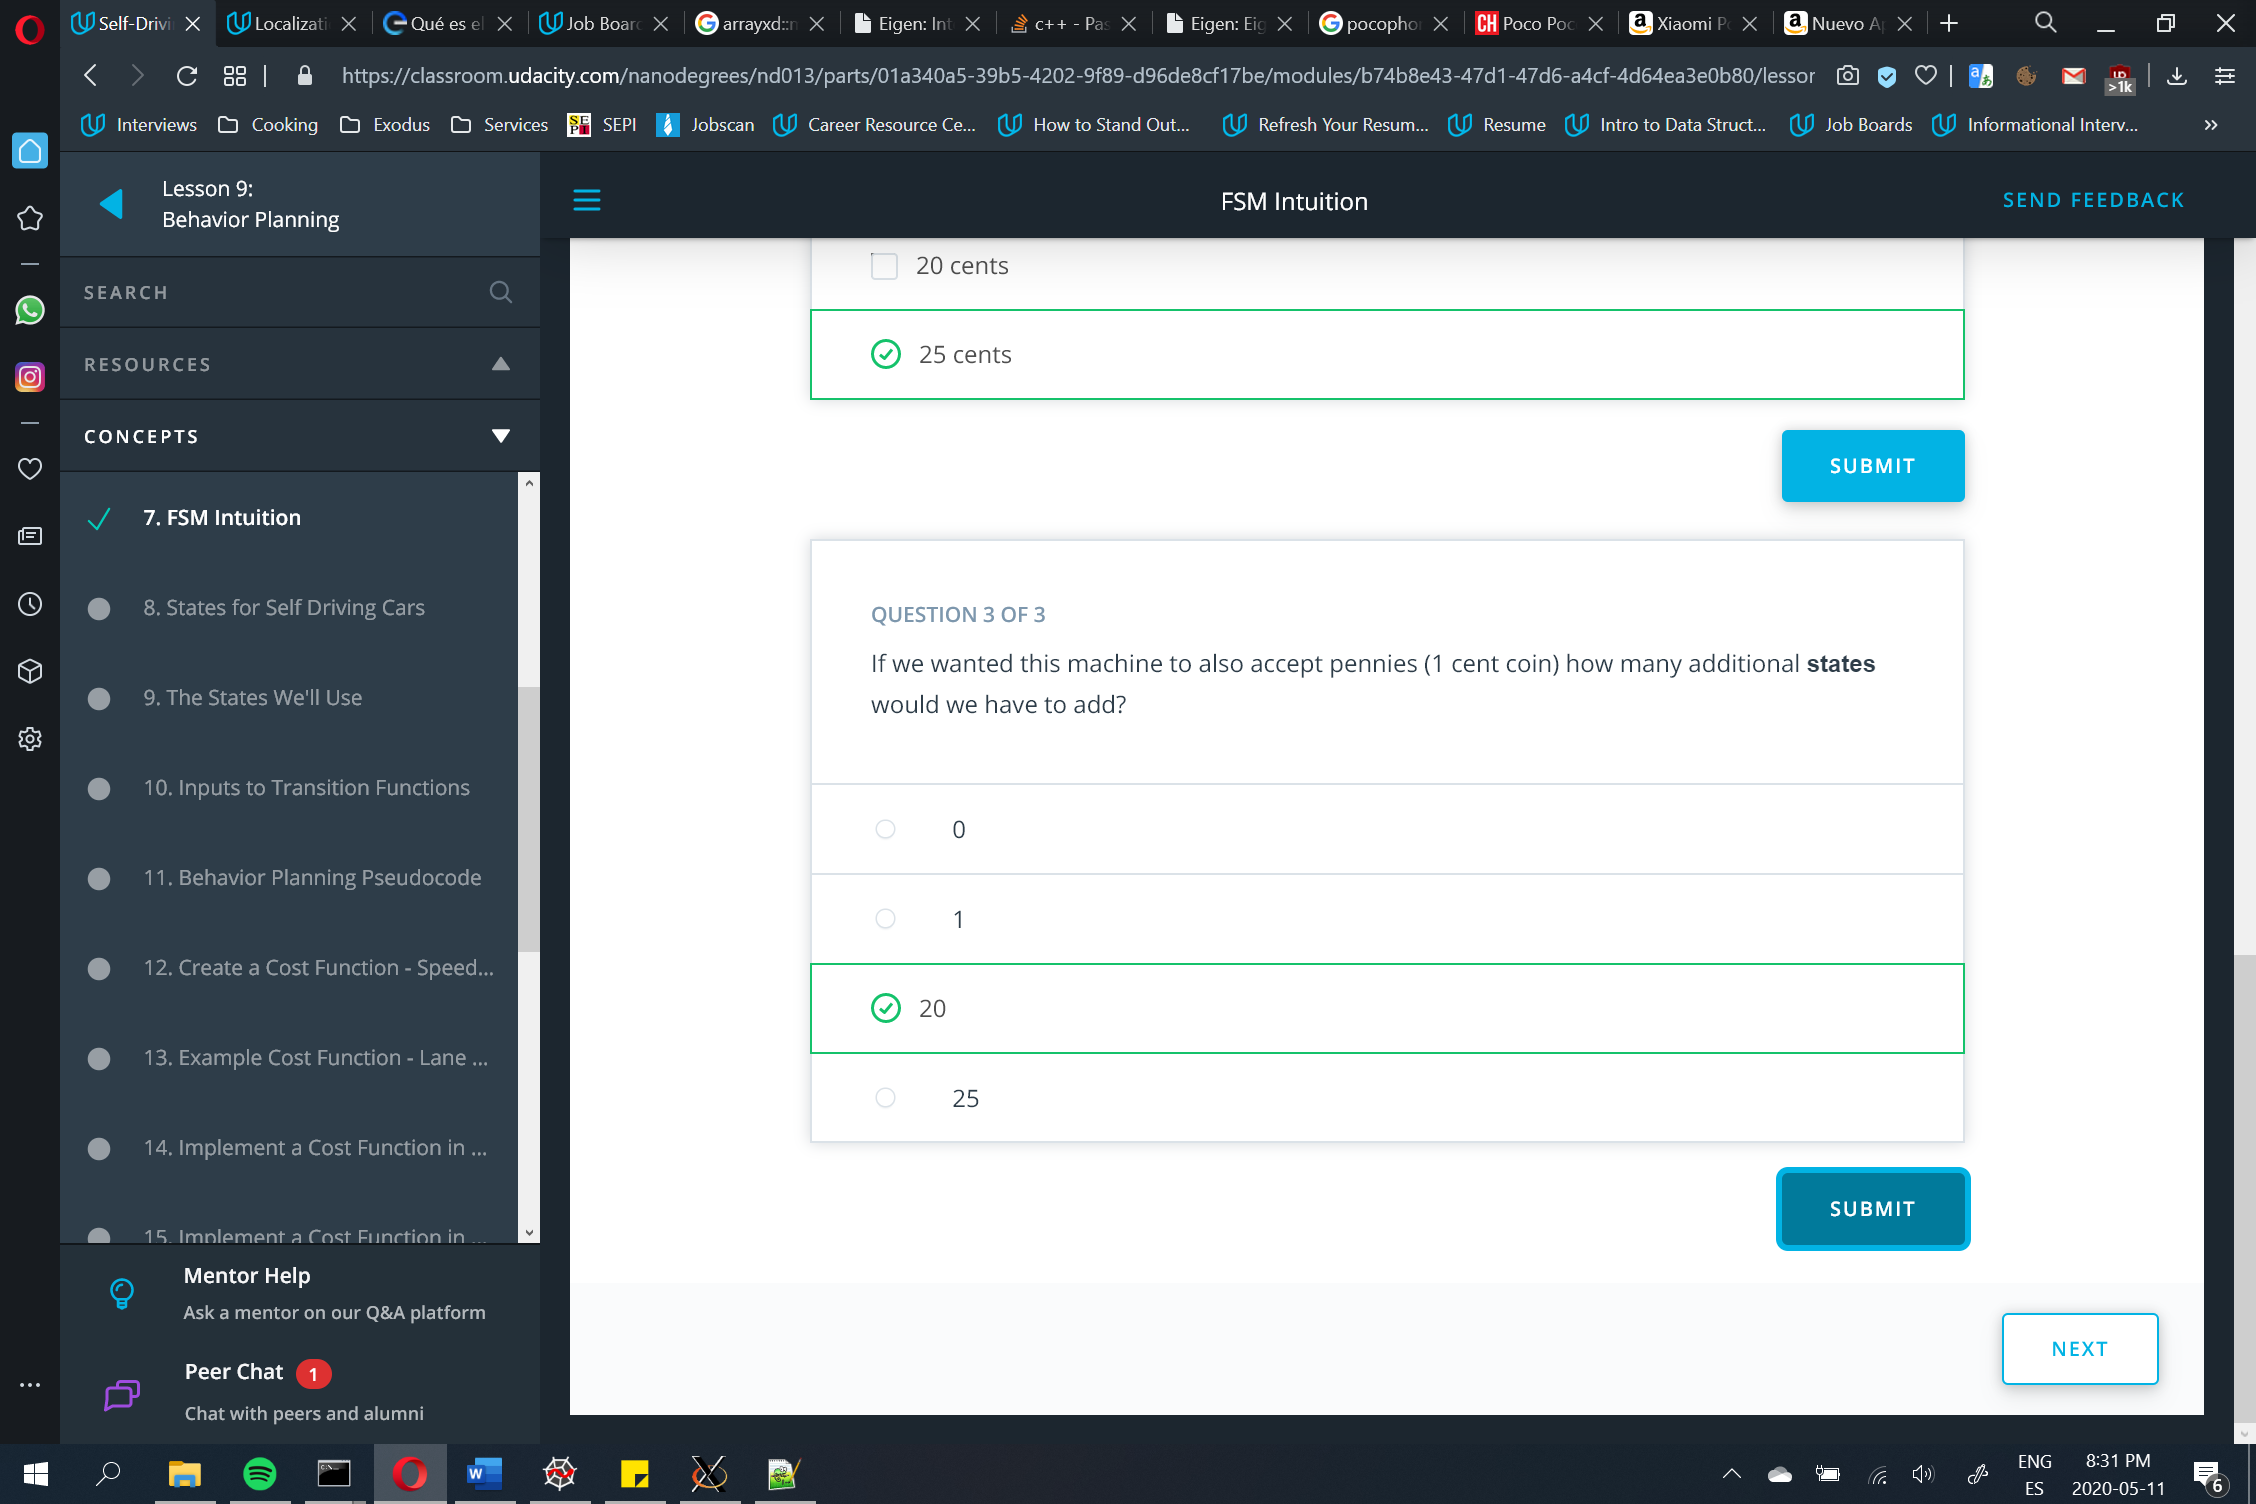 Self-Drivi
Localizati
Qué es el
Job Board
arrayxd::n
Eigen: Int
c++ - Pas
Eigen: Eig
pocophon
CH Poco Poc
Xiaomi Po
Nuevo A
https://classroom.udacity.com/nanodegrees/nd013/parts/01a340a5-39b5-4202-9f89-d96de8cf17be/modules/b74b8e43-47d1-47d6-a4cf-4d64ea3e0b80/lessor
>1k
Interviews
Cooking
Exodus
Services
SEPI
Jobscan
Career Resource Ce...
How to Stand Out...
Refresh Your Resum...
Resume
Intro to Data Struct...
Job Boards
Informational Interv...
Lesson 9:
Behavior Planning
FSM Intuition
SEND FEEDBACK
SEARCH
RESOURCES
CONCEPTS
7. FSM Intuition
8. States for Self Driving Cars
9. The States We'll Use
10. Inputs to Transition Functions
11. Behavior Planning Pseudocode
12. Create a Cost Function - Speed...
13. Example Cost Function - Lane ...
14. Implement a Cost Function in ...
15. Implement a Cost Function in ...
Mentor Help
Ask a mentor on our Q&A platform
Peer Chat 1
Chat with peers and alumni
20 cents
25 cents
SUBMIT
QUESTION 3 OF 3
If we wanted this machine to also accept pennies (1 cent coin) how many additional states
would we have to add?
0
1
20
25
SUBMIT
NEXT
ENG
ES
8:31 PM
2020-05-11
6